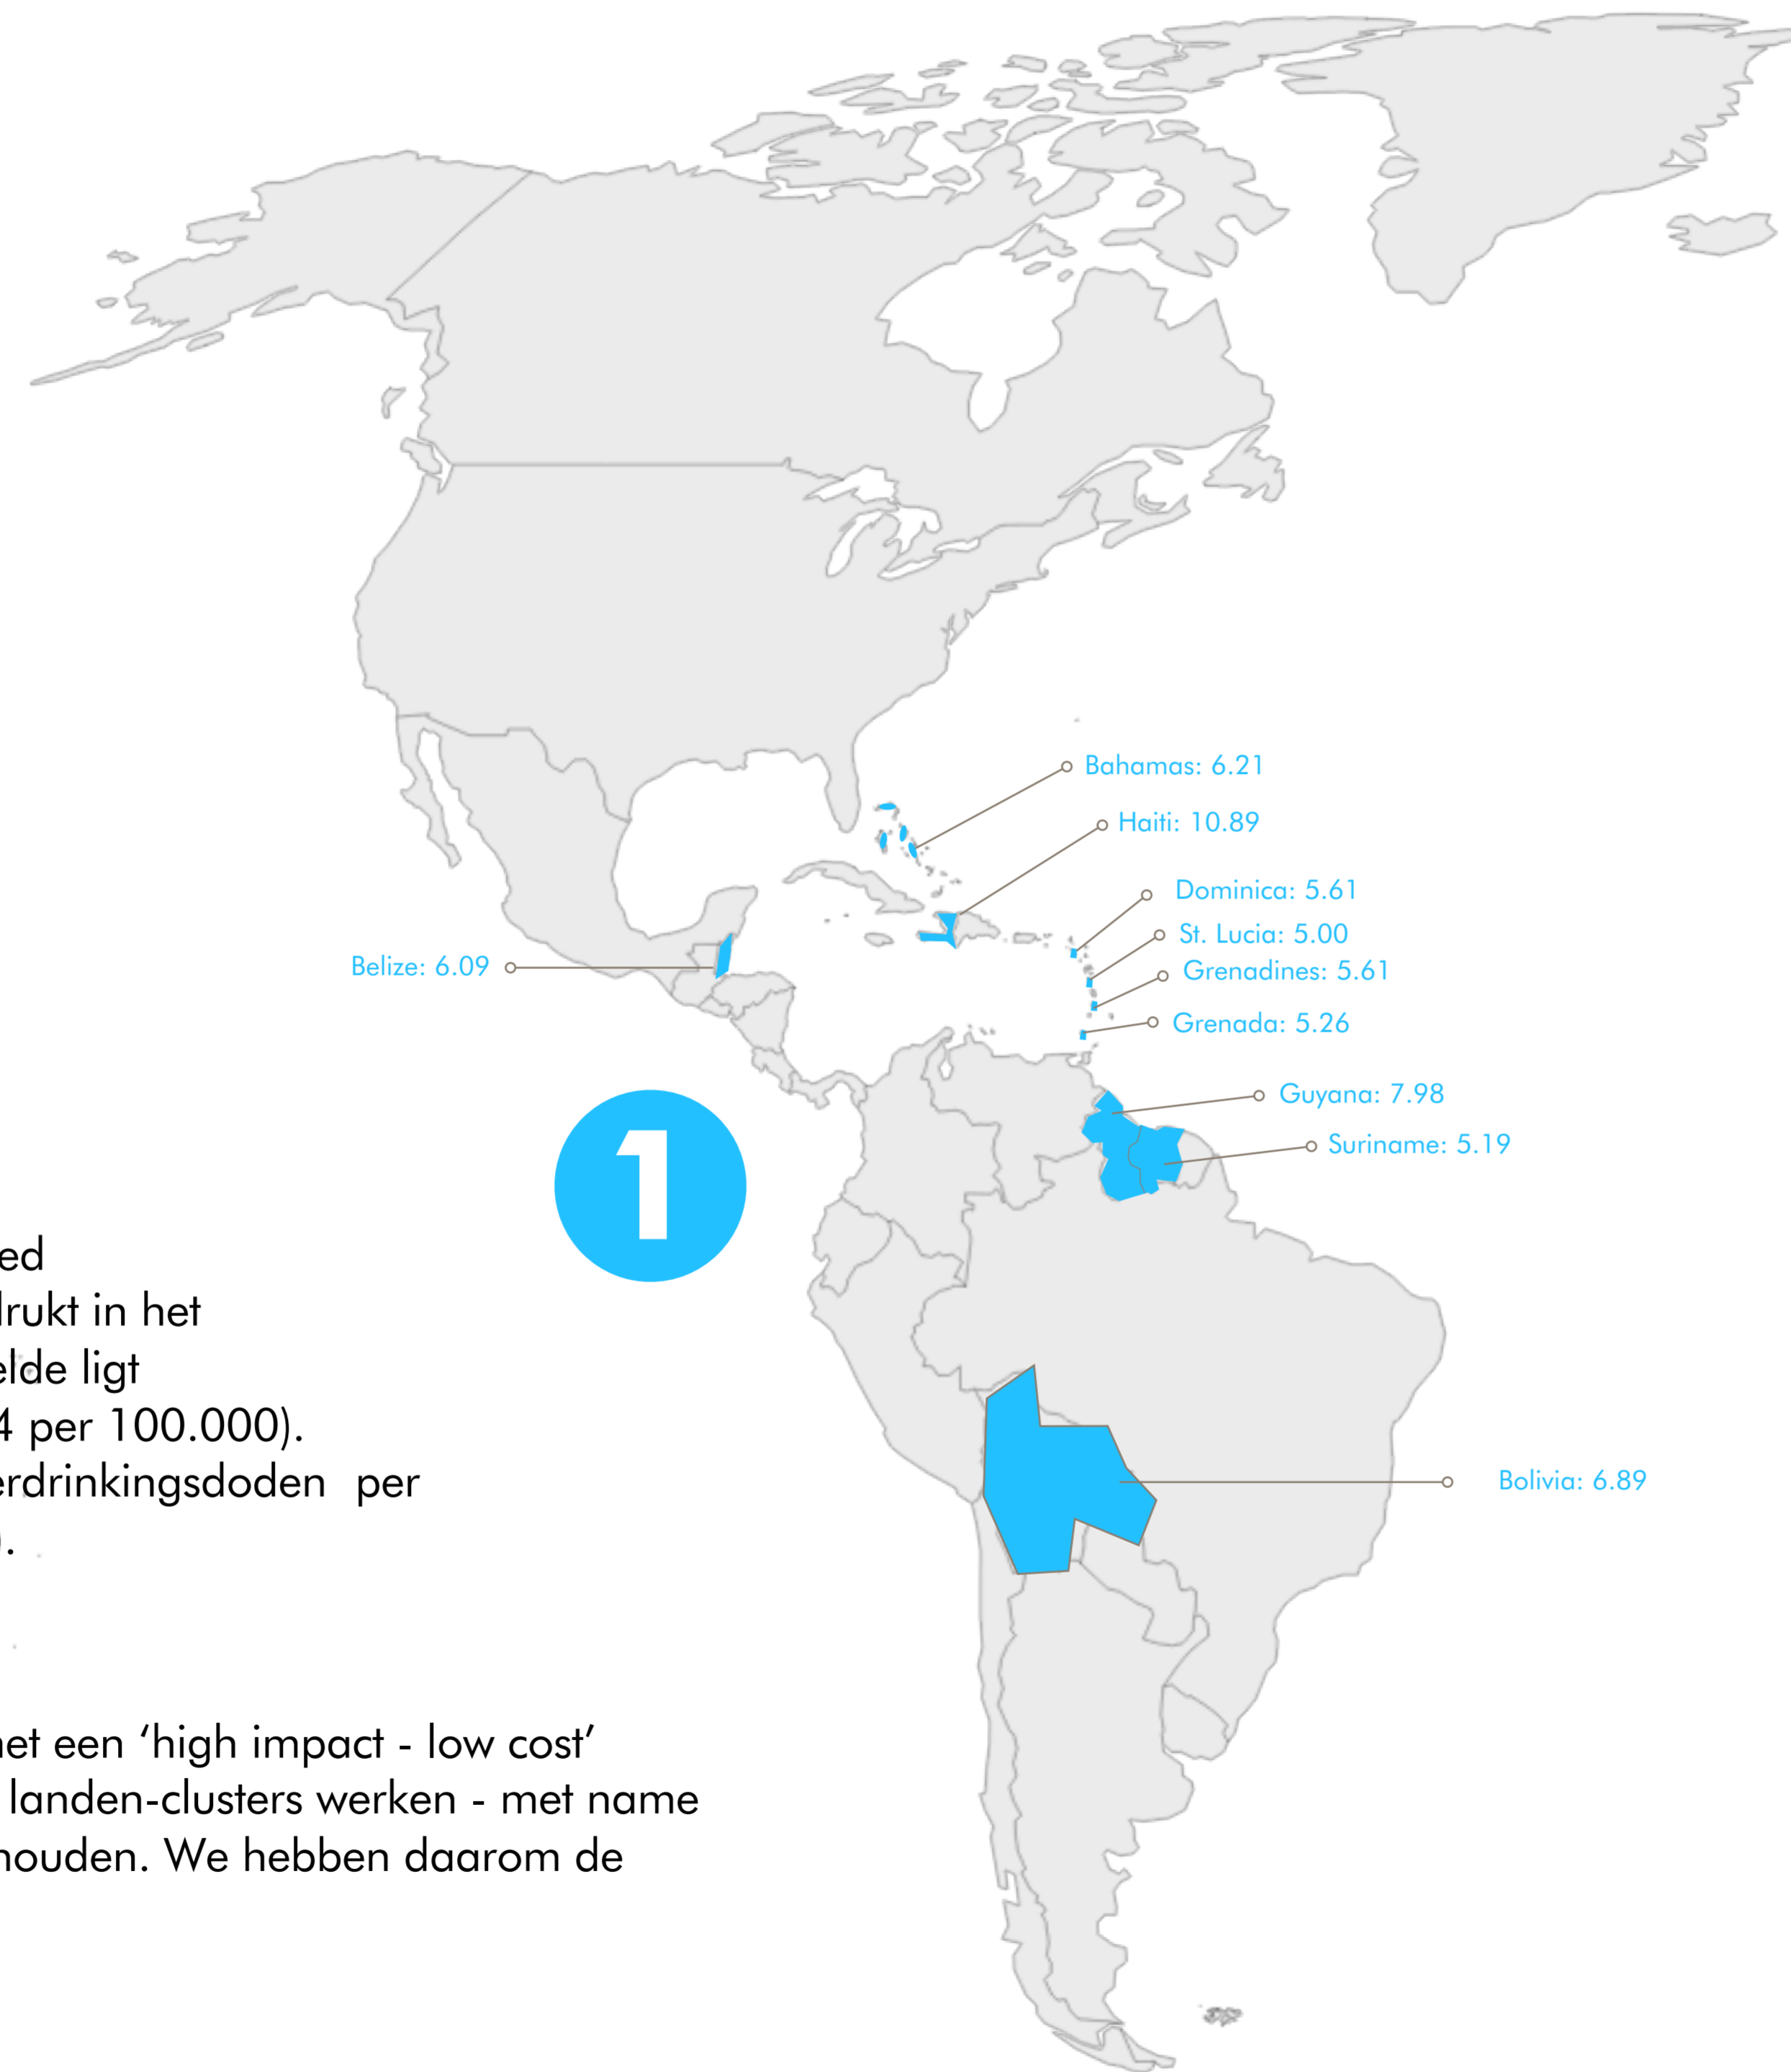 Bahamas: 6.21
Haiti: 10.89
Dominica: 5.61
St. Lucia: 5.00
Belize: 6.09
Grenadines: 5.61
Grenada: 5.26
Guyana: 7.98
Suriname: 5.19
1
ed
rukt in het
elde ligt
4 per 100.000).
erdrinkingsdoden per
).
Bolivia: 6.89
net een ‘high impact - low cost’
landen-clusters werken - met name
houden. We hebben daarom de